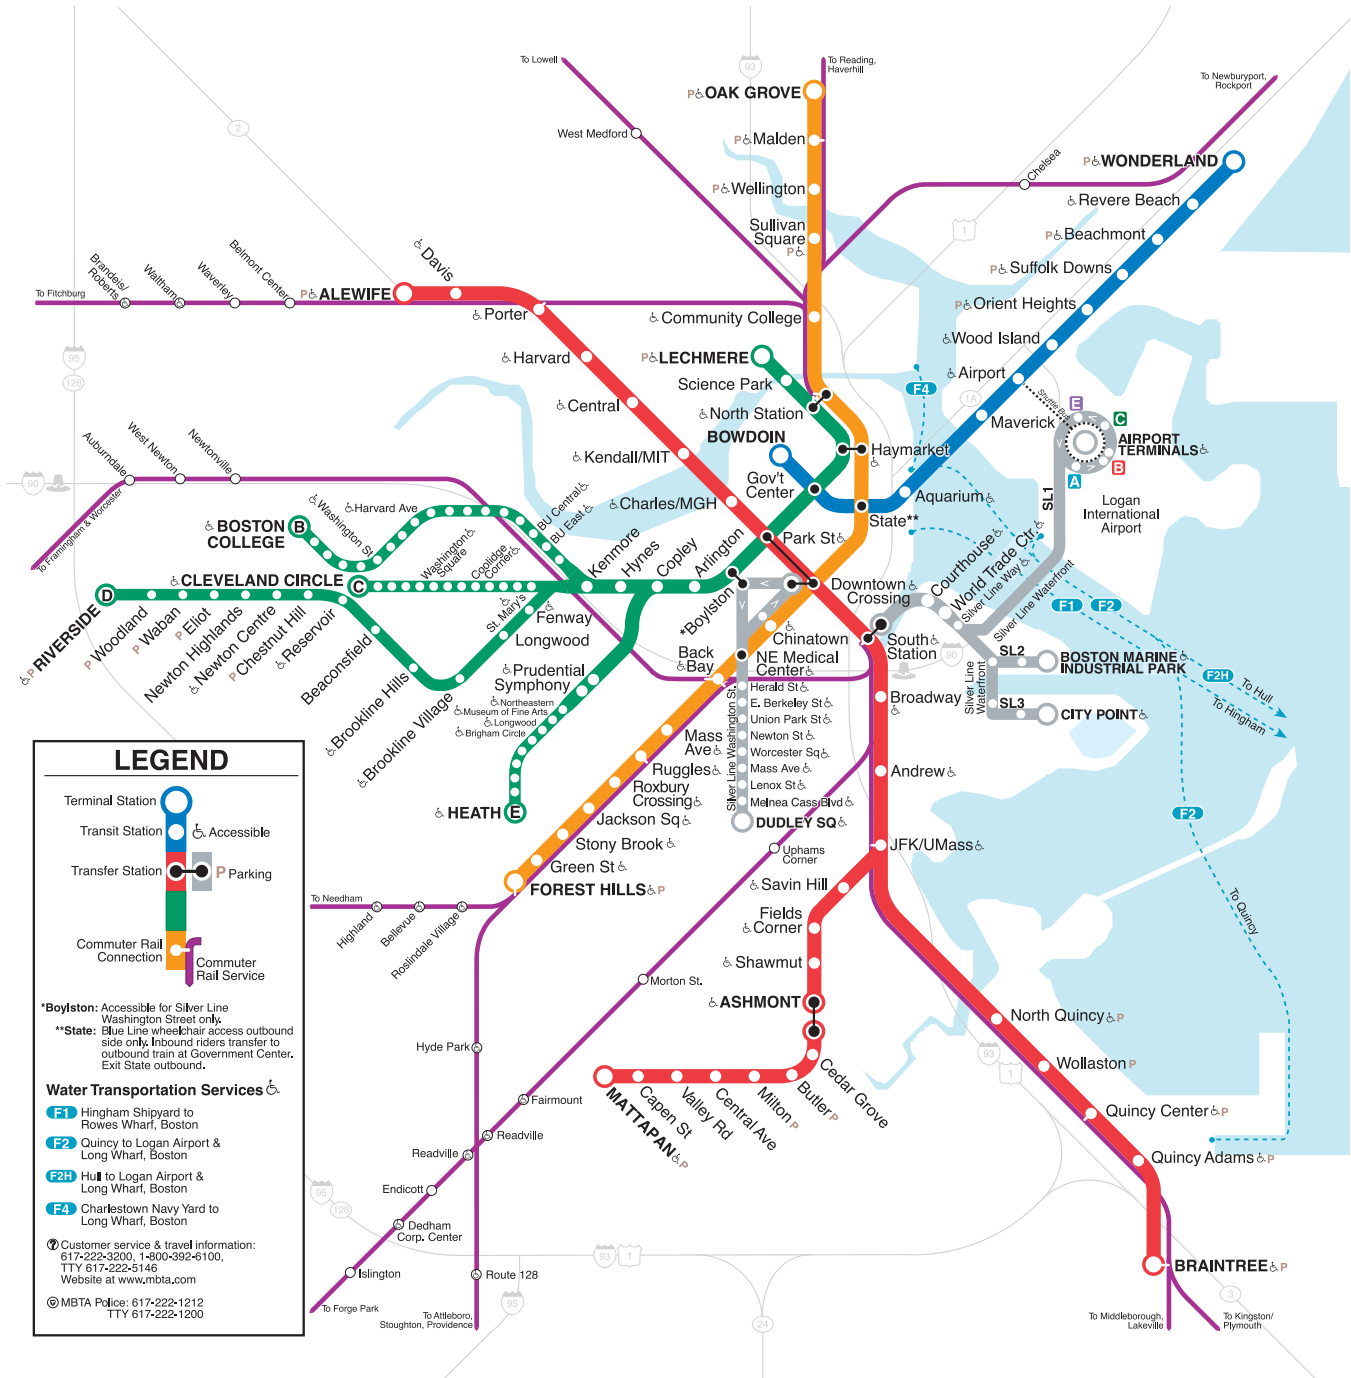 To Lowell
93
To Reading,
Haverhill
To Newburyport,
Rockport
P OAK GROVE
2
West Medford
P Malden
Chelsea
P WONDERLAND
P Wellington
Revere Beach
Sullivan
Square
P
1
P Beachmont
P Suffolk Downs
Davis
Brandeis/
Roberts
Waltham
Waverley
Belmont Center
To Fitchburg
P ALEWIFE
Porter
Community College
P Orient Heights
Wood Island
95
128
Harvard
P LECHMERE
Science Park
Airport
F4
1A
Shuttle Bus
Central
North Station
Maverick
E
C
AIRPORT
TERMINALS
B
A
BOWDOIN
Haymarket
Kendall/MIT
Gov't
Center
Aquarium
SL1
Logan
International
Airport
Auburndale
West Newton
Newtonville
90
To Framingham & Worcester
Charles/MGH
State**
Park St
BOSTON
COLLEGE
B
Washington St
Harvard Ave
BU Central
BU East
Washington
Square
Coolidge
Corner
CLEVELAND CIRCLE
C
St. Mary's
Kenmore
Hynes
Copley
Arlington
*Boylston
Downtown
Crossing
Courthouse
World Trade Ctr.
Silver Line Way
Silver Line Waterfront
F1
F2
Fenway
Longwood
D
P RIVERSIDE
P Woodland
P Waban
P Eliot
Newton Highlands
Newton Centre
P Chestnut Hill
Reservoir
Beaconsfield
Brookline Hills
Brookline Village
Chinatown
South
Station
90
SL2
BOSTON MARINE
INDUSTRIAL PARK
Back
Bay
NE Medical
Center
Prudential
Symphony
Northeastern
Museum of Fine Arts
Longwood
Brigham Circle
F2H
To Hull
To Hingham
Silver Line
Waterfront
SL3
CITY POINT
Herald St
E. Berkeley St
Union Park St
Newton St
Worcester Sq
Mass Ave
Lenox St
Melnea Cass Blvd
DUDLEY SQ
Silver Line Washington St.
Broadway
Mass
Ave
Ruggles
Roxbury
Crossing
Jackson Sq
Stony Brook
Green St
FOREST HILLS P
Andrew
HEATH
E
F2
Uphams
Corner
JFK/UMass
Savin Hill
To Needham
Highland
Bellevue
Roslindale Village
Fields
Corner
To Quincy
Shawmut
Morton St.
ASHMONT
North Quincy P
Hyde Park
93
1
Wollaston P
Cedar Grove
Butler P
Milton P
Central Ave
Valley Rd
Capen St
MATTAPAN P
Fairmount
Quincy Center P
Readville
Readville
Quincy Adams P
Endicott
95
128
Dedham
Corp. Center
93
1
Islington
Route 128
BRAINTREE P
95
3
24
To Forge Park
To Attleboro,
Stoughton, Providence
To Middleborough,
Lakeville
To Kingston/
Plymouth
LEGEND
Terminal Station
Transit Station
Accessible
Transfer Station
P Parking
Commuter Rail
Connection
Commuter
Rail Service
*Boylston: Accessible for Silver Line
Washington Street only.
**State: Blue Line wheelchair access outbound
side only. Inbound riders transfer to
outbound train at Government Center.
Exit State outbound.
Water Transportation Services
F1 Hingham Shipyard to
Rowes Wharf, Boston
F2 Quincy to Logan Airport &
Long Wharf, Boston
F2H Hull to Logan Airport &
Long Wharf, Boston
F4 Charlestown Navy Yard to
Long Wharf, Boston
? Customer service & travel information:
617-222-3200, 1-800-392-6100,
TTY 617-222-5146
Website at www.mbta.com
MBTA Police: 617-222-1212
TTY 617-222-1200